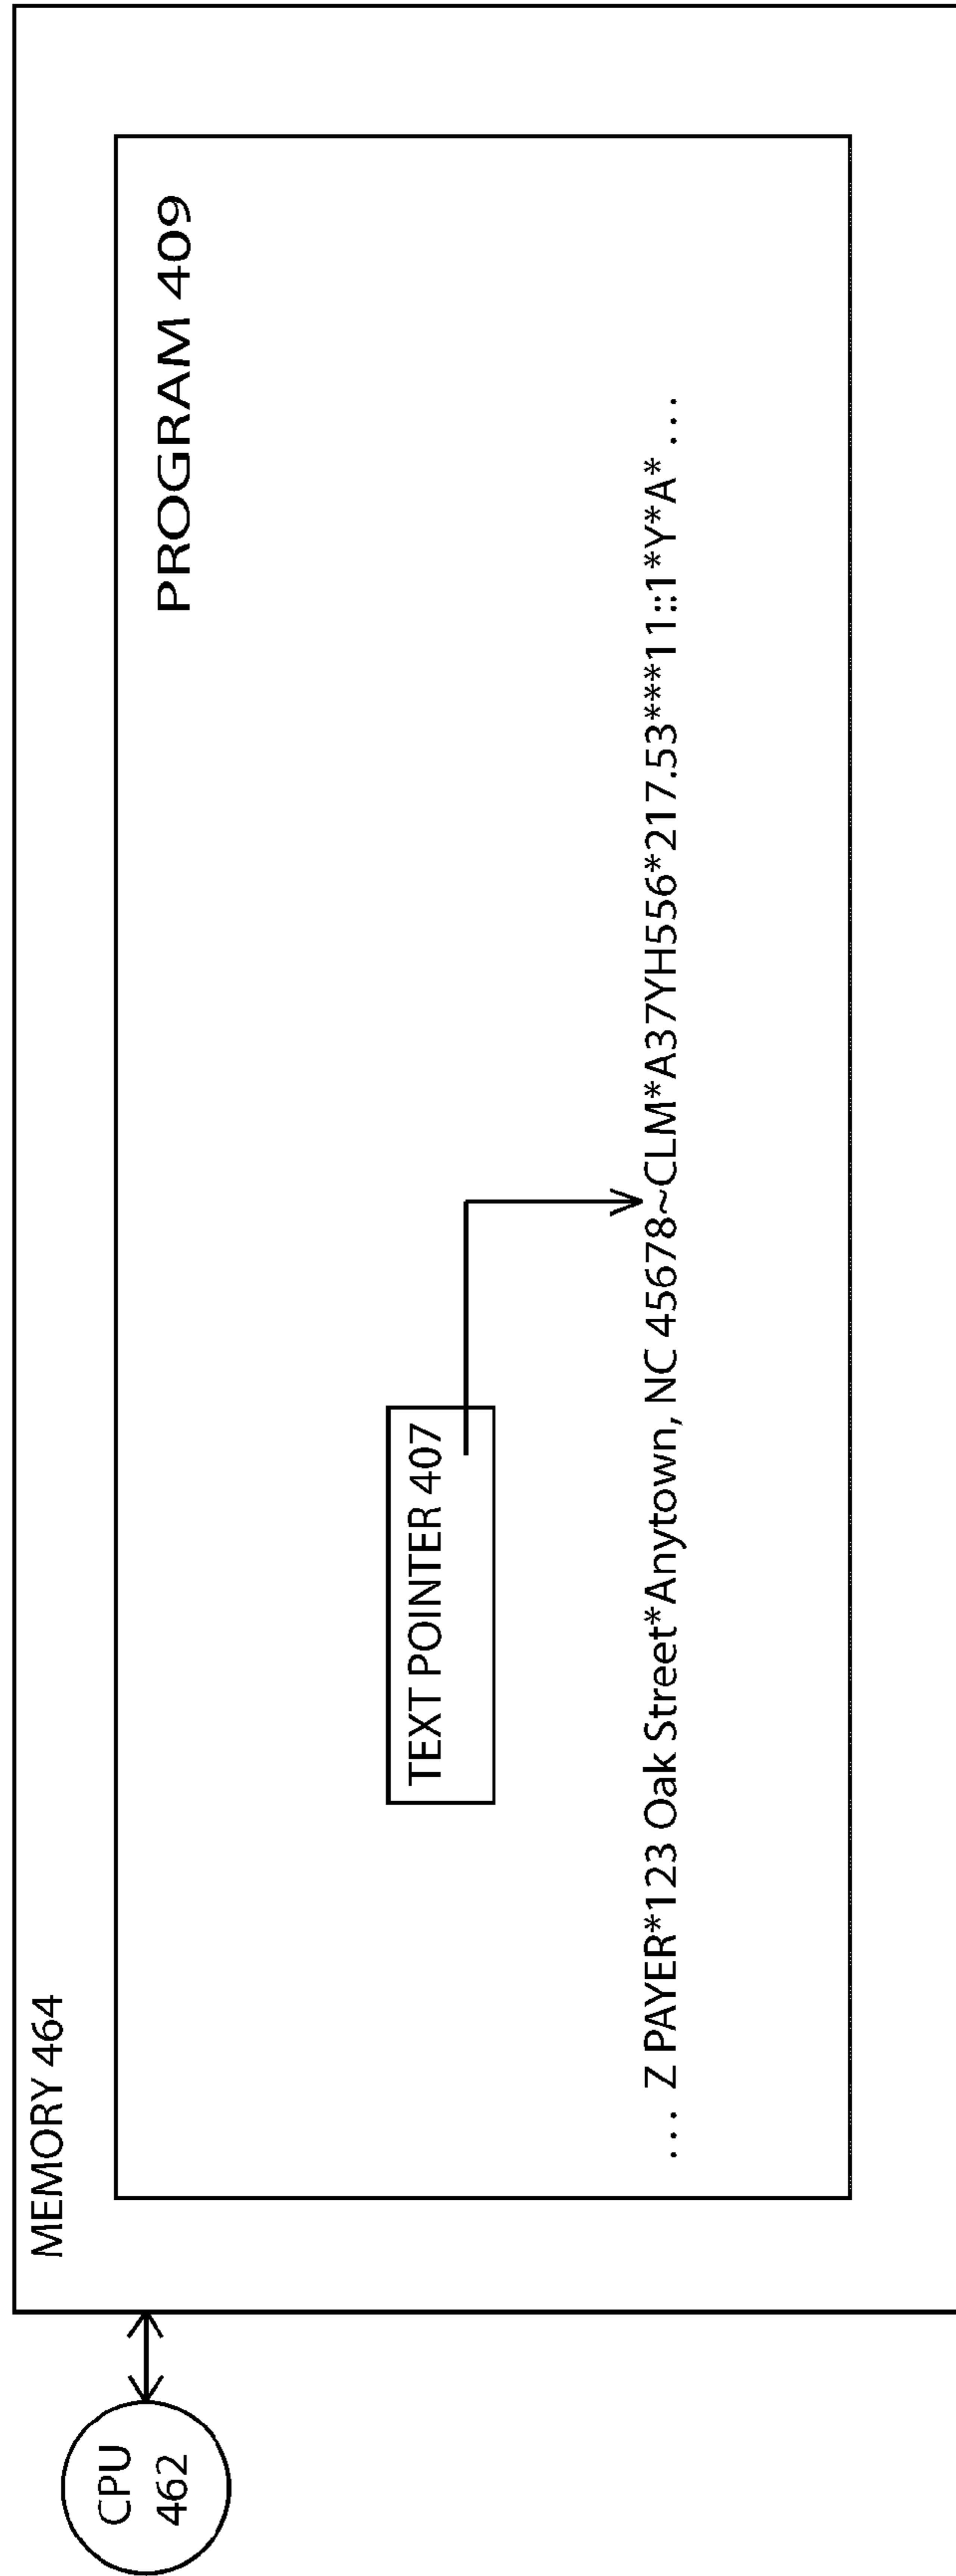 CPU
462
MEMORY 464
PROGRAM 409
TEXT POINTER 407
... Z PAYER*123 Oak Street*Anytown, NC 45678~CLM*A37YH556*217.53***11::1*Y*A* ...